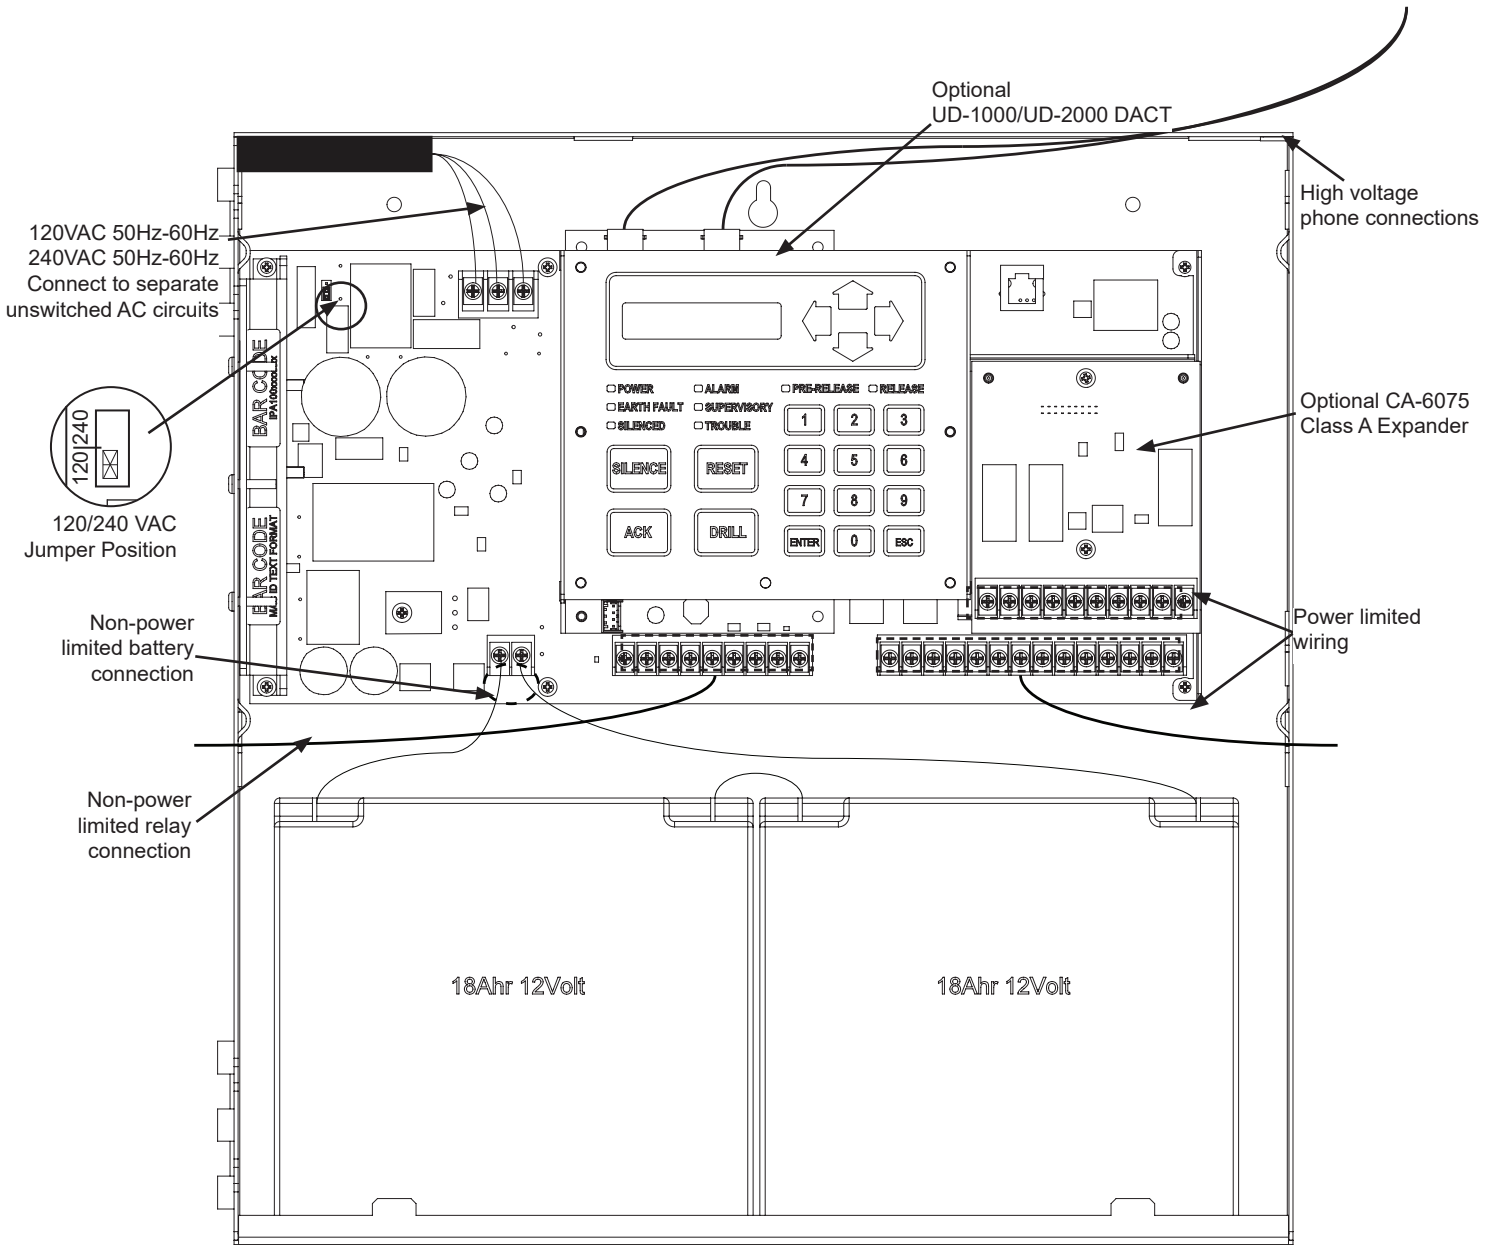 Optional
UD-1000/UD-2000 DACT
High voltage
phone connections
120VAC 50Hz-60Hz
240VAC 50Hz-60Hz
Connect to separate
unswitched AC circuits
BAR CODE
120|240
120/240 VAC
Jumper Position
BAR CODE
MAC ID TEXT FORMAT
POWER
ALARM
PRE-RELEASE
RELEASE
EARTH FAULT
SUPERVISORY
SILENCED
TROUBLE
1
2
3
SILENCE
RESET
4
5
6
7
8
9
ACK
DRILL
ENTER
0
ESC
Optional CA-6075
Class A Expander
Non-power
limited battery
connection
Power limited
wiring
Non-power
limited relay
connection
18Ahr 12Volt
18Ahr 12Volt